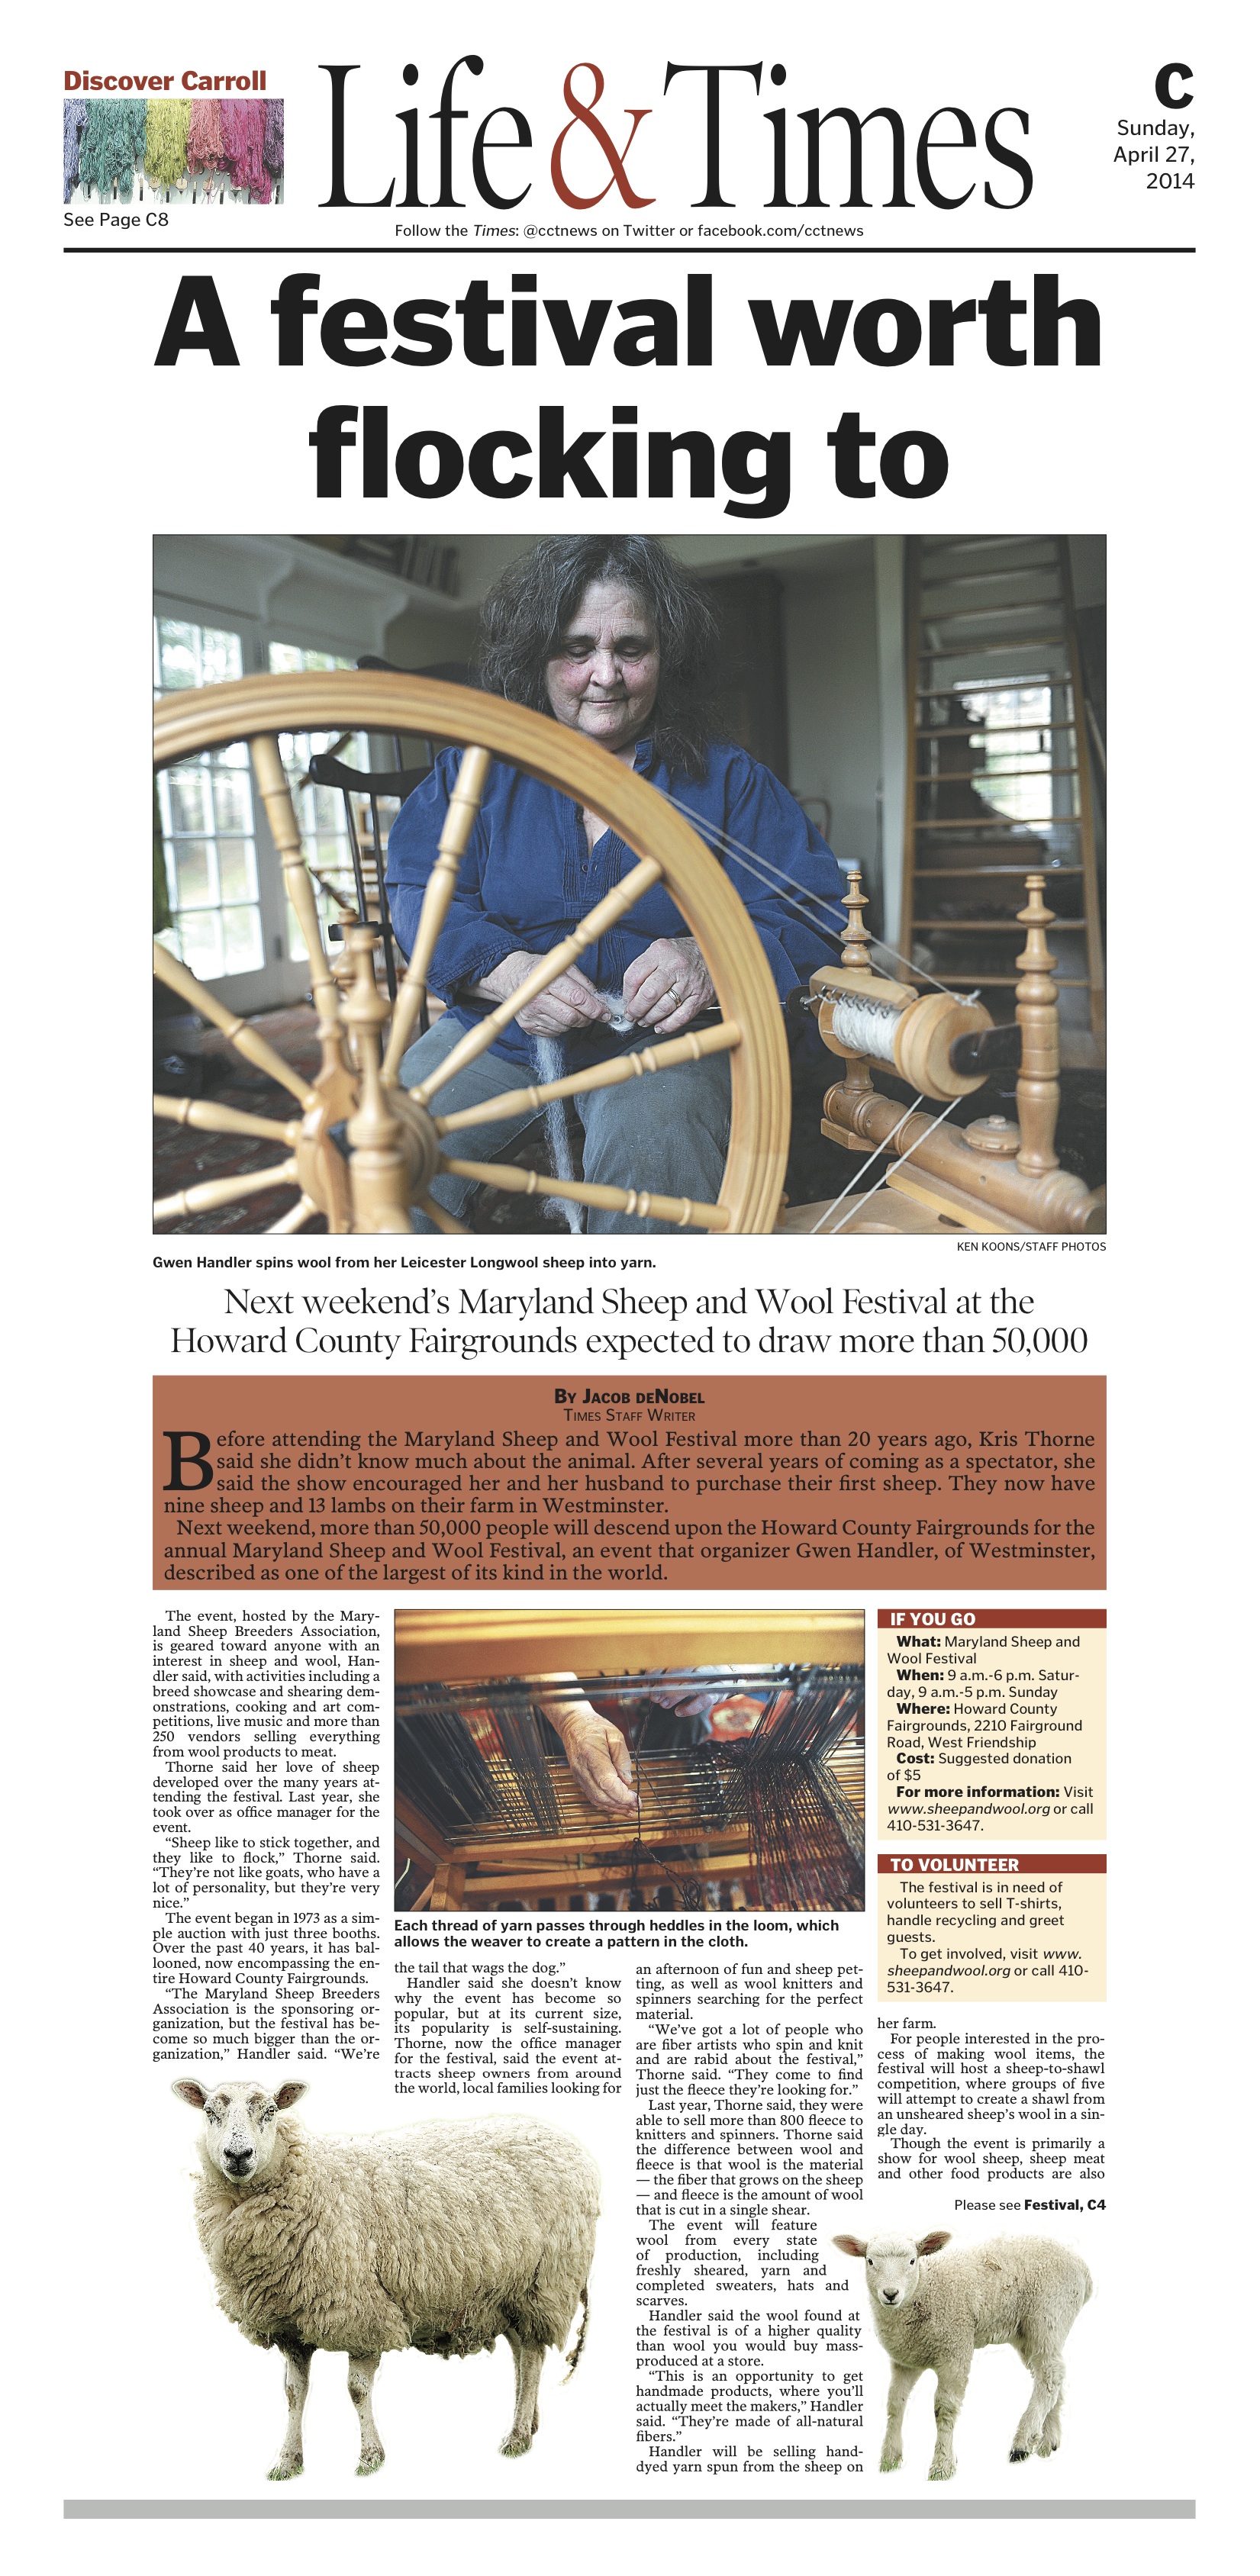 Discover Carroll
See Page C8
Life & Times
C
Sunday,
April 27,
2014
Follow the Times: @cctnews on Twitter or facebook.com/cctnews
A festival worth
flocking to
KEN KOONS/STAFF PHOTOS
Gwen Handler spins wool from her Leicester Longwool sheep into yarn.
Next weekend’s Maryland Sheep and Wool Festival at the
Howard County Fairgrounds expected to draw more than 50,000
By Jacob deNobel
Times Staff Writer
Before attending the Maryland Sheep and Wool Festival more than 20 years ago, Kris Thorne
said she didn’t know much about the animal. After several years of coming as a spectator, she
said the show encouraged her and her husband to purchase their first sheep. They now have
nine sheep and 13 lambs on their farm in Westminster.
Next weekend, more than 50,000 people will descend upon the Howard County Fairgrounds for the
annual Maryland Sheep and Wool Festival, an event that organizer Gwen Handler, of Westminster,
described as one of the largest of its kind in the world.
The event, hosted by the Mary-
land Sheep Breeders Association,
is geared toward anyone with an
interest in sheep and wool, Han-
dler said, with activities including a
breed showcase and shearing dem-
onstrations, cooking and art com-
petitions, live music and more than
250 vendors selling everything
from wool products to meat.
Thorne said her love of sheep
developed over the many years at-
tending the festival. Last year, she
took over as office manager for the
event.
“Sheep like to stick together, and
they like to flock,” Thorne said.
“They’re not like goats, who have a
lot of personality, but they’re very
nice.”
The event began in 1973 as a sim-
ple auction with just three booths.
Over the past 40 years, it has bal-
looned, now encompassing the en-
tire Howard County Fairgrounds.
“The Maryland Sheep Breeders
Association is the sponsoring or-
ganization, but the festival has be-
come so much bigger than the or-
ganization,” Handler said. “We’re
Each thread of yarn passes through heddles in the loom, which
allows the weaver to create a pattern in the cloth.
the tail that wags the dog.”
Handler said she doesn’t know
why the event has become so
popular, but at its current size,
its popularity is self-sustaining.
Thorne, now the office manager
for the festival, said the event at-
tracts sheep owners from around
the world, local families looking for
an afternoon of fun and sheep pet-
ting, as well as wool knitters and
spinners searching for the perfect
material.
“We’ve got a lot of people who
are fiber artists who spin and knit
and are rabid about the festival,”
Thorne said. “They come to find
just the fleece they’re looking for.”
Last year, Thorne said, they were
able to sell more than 800 fleece to
knitters and spinners. Thorne said
the difference between wool and
fleece is that wool is the material
— the fiber that grows on the sheep
— and fleece is the amount of wool
that is cut in a single shear.
The event will feature
wool from every state
of production, including
freshly sheared, yarn and
completed sweaters, hats and
scarves.
Handler said the wool found at
the festival is of a higher quality
than wool you would buy mass-
produced at a store.
“This is an opportunity to get
handmade products, where you’ll
actually meet the makers,” Handler
said. “They’re made of all-natural
fibers.”
Handler will be selling hand-
dyed yarn spun from the sheep on
IF YOU GO
What: Maryland Sheep and
Wool Festival
When: 9 a.m.-6 p.m. Satur-
day, 9 a.m.-5 p.m. Sunday
Where: Howard County
Fairgrounds, 2210 Fairground
Road, West Friendship
Cost: Suggested donation
of $5
For more information: Visit
www.sheepandwool.org or call
410-531-3647.
TO VOLUNTEER
The festival is in need of
volunteers to sell T-shirts,
handle recycling and greet
guests.
To get involved, visit www.
sheepandwool.org or call 410-
531-3647.
her farm.
For people interested in the pro-
cess of making wool items, the
festival will host a sheep-to-shawl
competition, where groups of five
will attempt to create a shawl from
an unsheared sheep’s wool in a sin-
gle day.
Though the event is primarily a
show for wool sheep, sheep meat
and other food products are also
Please see Festival, C4